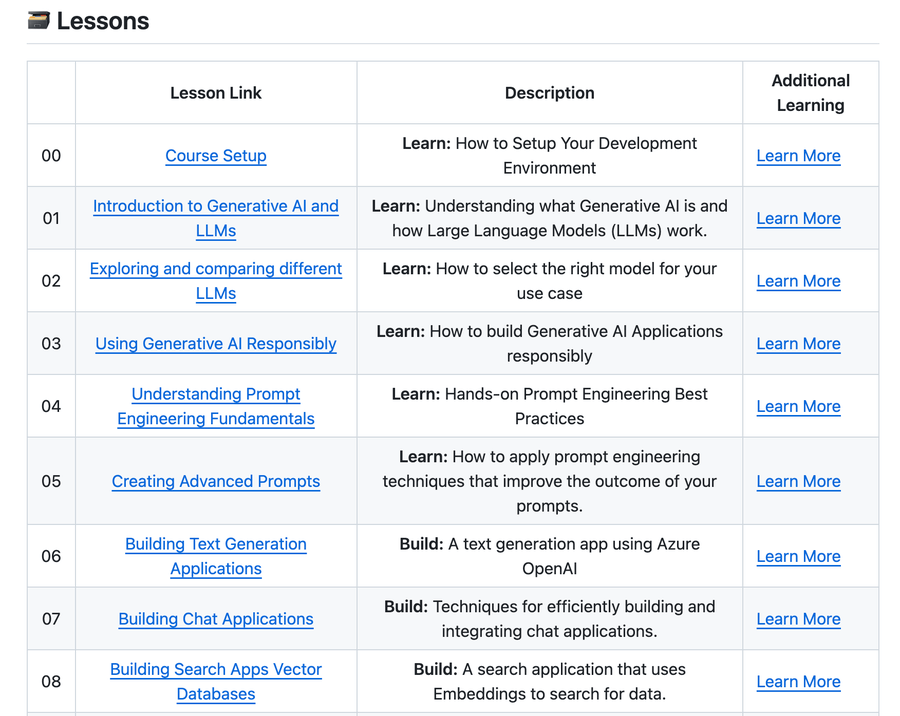 Lessons
Lesson Link
Description
Additional
Learning
00
Course Setup
Learn: How to Setup Your Development
Environment
Learn More
01
Introduction to Generative AI and
LLMs
Learn: Understanding what Generative AI is and
how Large Language Models (LLMs) work.
Learn More
02
Exploring and comparing different
LLMs
Learn: How to select the right model for your
use case
Learn More
03
Using Generative AI Responsibly
Learn: How to build Generative AI Applications
responsibly
Learn More
04
Understanding Prompt
Engineering Fundamentals
Learn: Hands-on Prompt Engineering Best
Practices
Learn More
05
Creating Advanced Prompts
Learn: How to apply prompt engineering
techniques that improve the outcome of your
prompts.
Learn More
06
Building Text Generation
Applications
Build: A text generation app using Azure
OpenAI
Learn More
07
Building Chat Applications
Build: Techniques for efficiently building and
integrating chat applications.
Learn More
08
Building Search Apps Vector
Databases
Build: A search application that uses
Embeddings to search for data.
Learn More